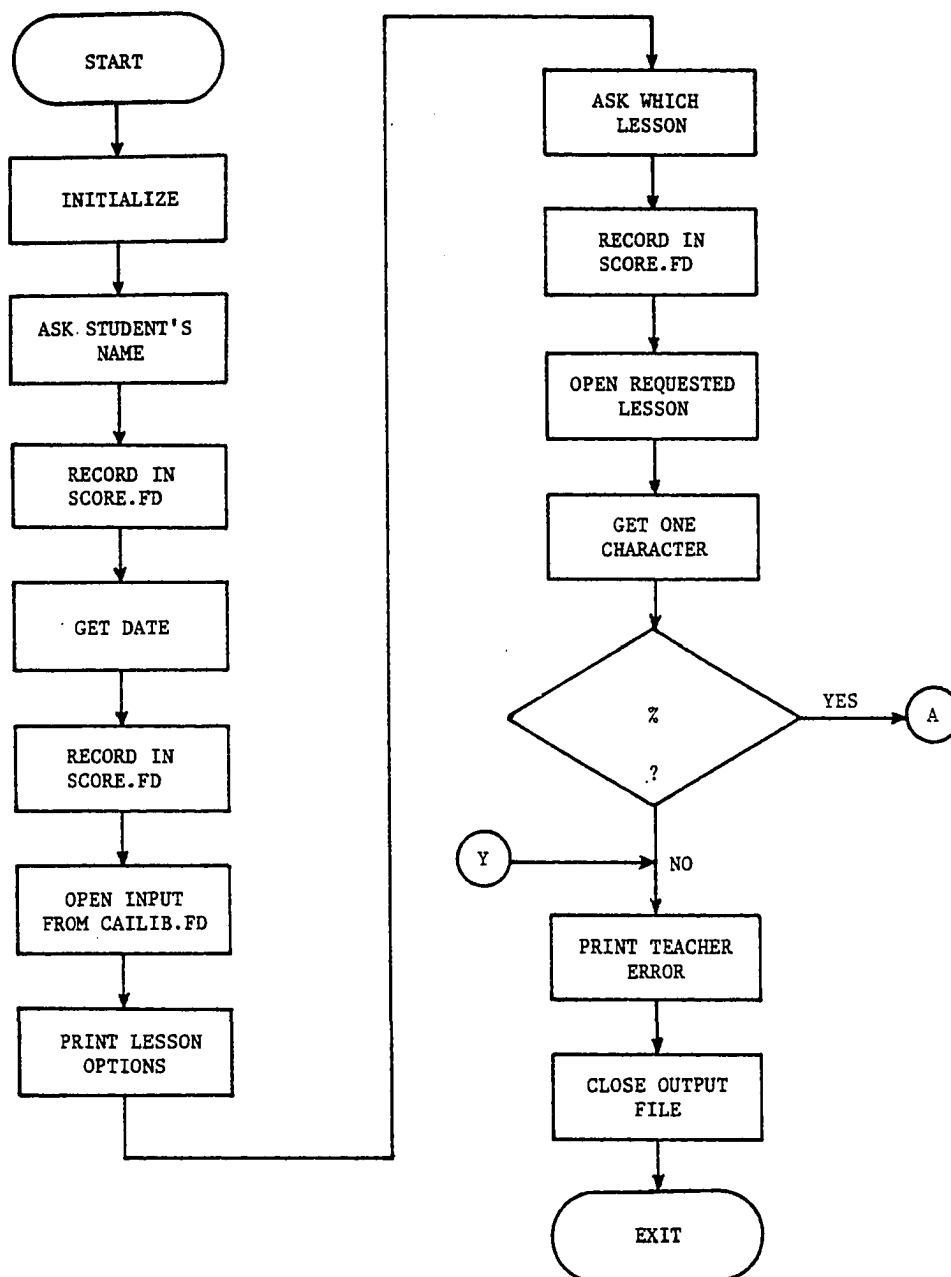 START
INITIALIZE
ASK STUDENT'S
NAME
RECORD IN
SCORE.FD
GET DATE
RECORD IN
SCORE.FD
OPEN INPUT
FROM CAILIB.FD
PRINT LESSON
OPTIONS
ASK WHICH
LESSON
RECORD IN
SCORE.FD
OPEN REQUESTED
LESSON
GET ONE
CHARACTER
%
?
YES
A
Y
NO
PRINT TEACHER
ERROR
CLOSE OUTPUT
FILE
EXIT